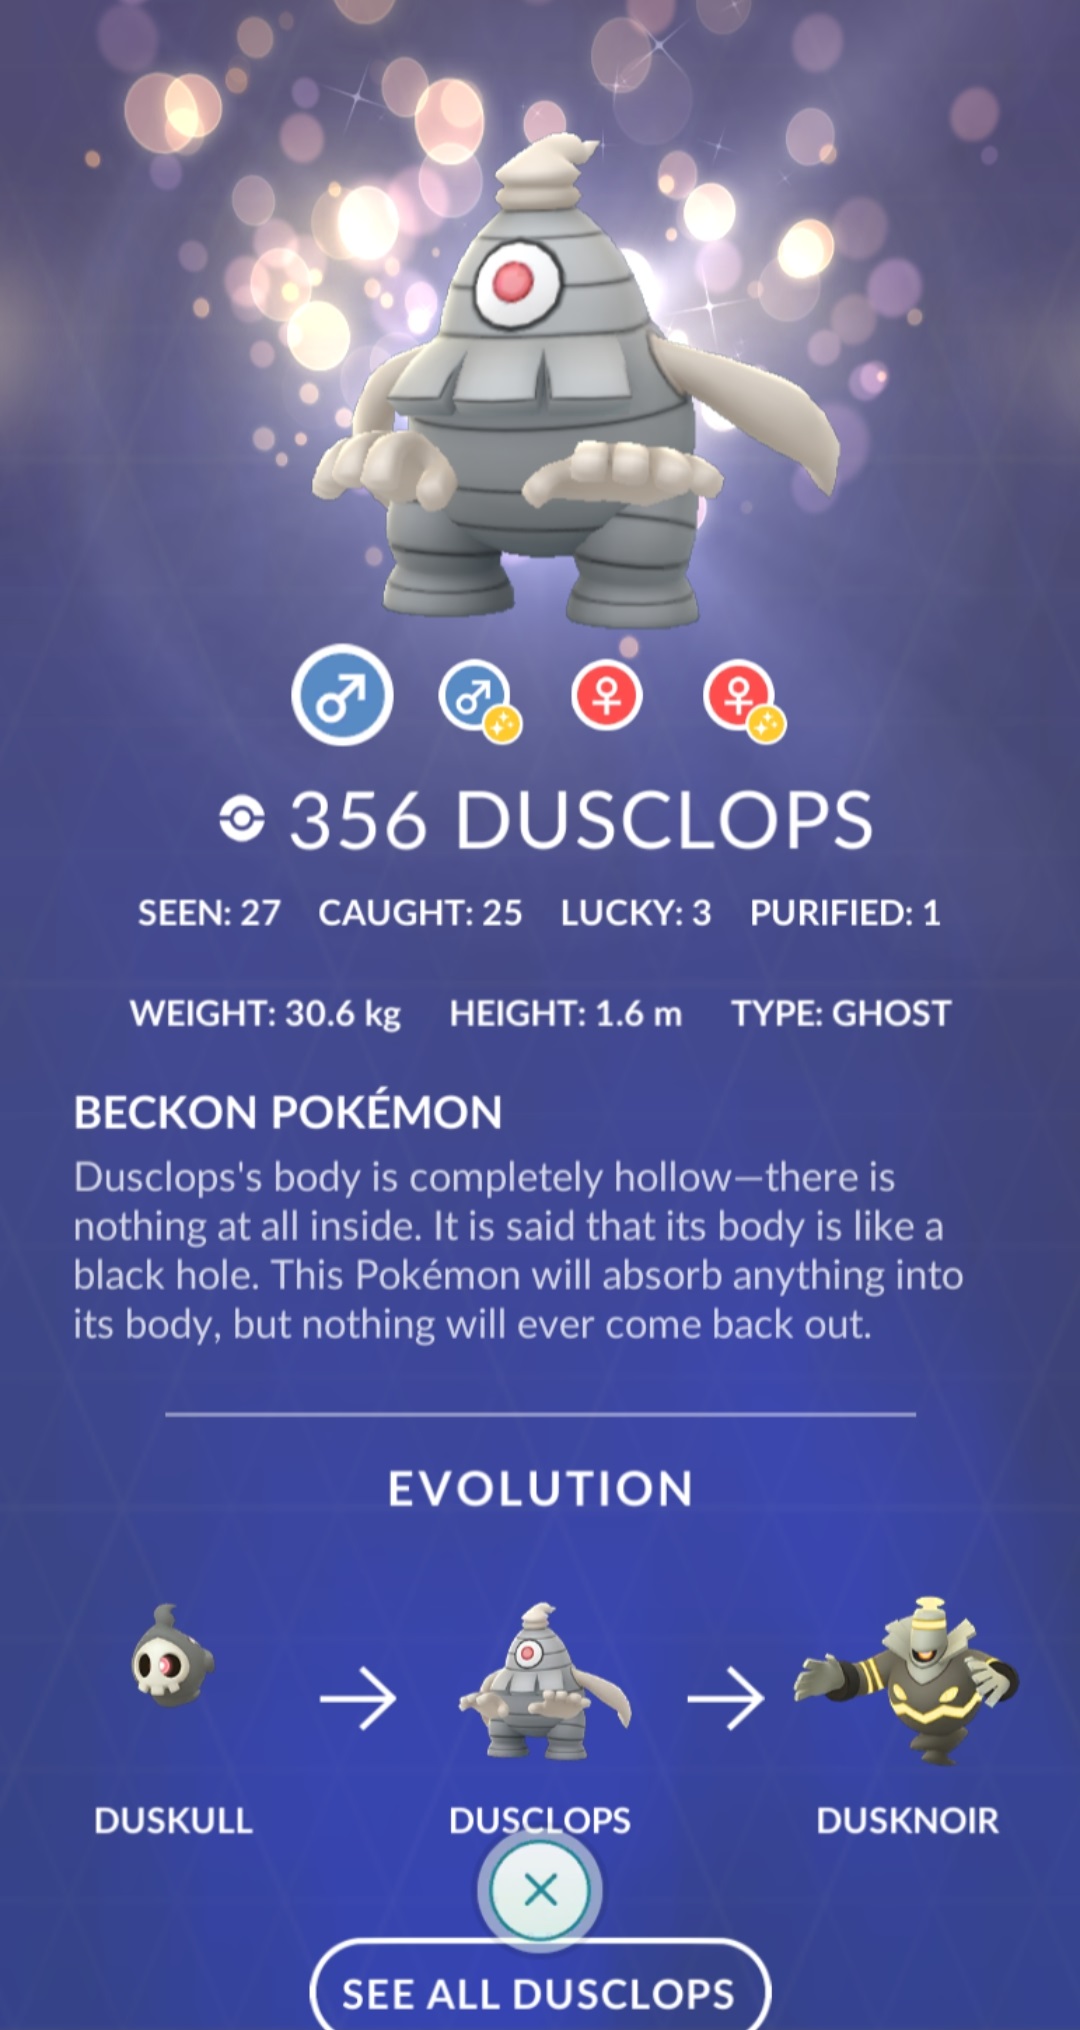 356 DUSCLOPS
SEEN: 27 CAUGHT: 25 LUCKY: 3 PURIFIED: 1
WEIGHT: 30.6 kg HEIGHT: 1.6 m TYPE: GHOST
BECKON POKÉMON
Dusclops's body is completely hollow—there is
nothing at all inside. It is said that its body is like a
black hole. This Pokémon will absorb anything into
its body, but nothing will ever come back out.
EVOLUTION
DUSKULL DUSCLOPS DUSKNOIR
SEE ALL DUSCLOPS